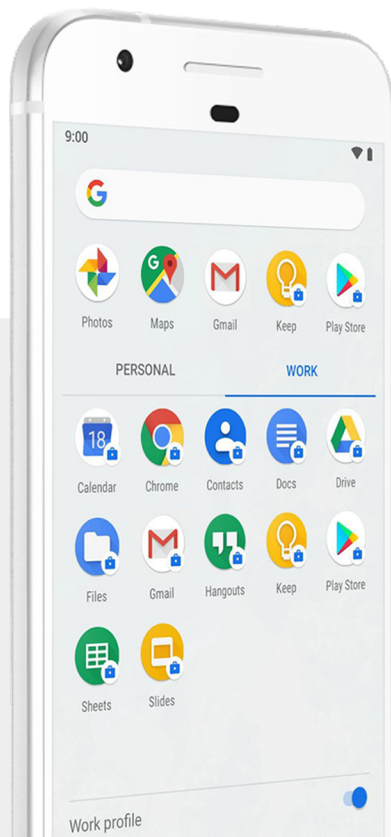 9:00
G
Photos Maps Gmail Keep Play Store
PERSONAL WORK
18
Calendar Chrome Contacts Docs Drive
Files Gmail Hangouts Keep Play Store
Sheets Slides
Work profile